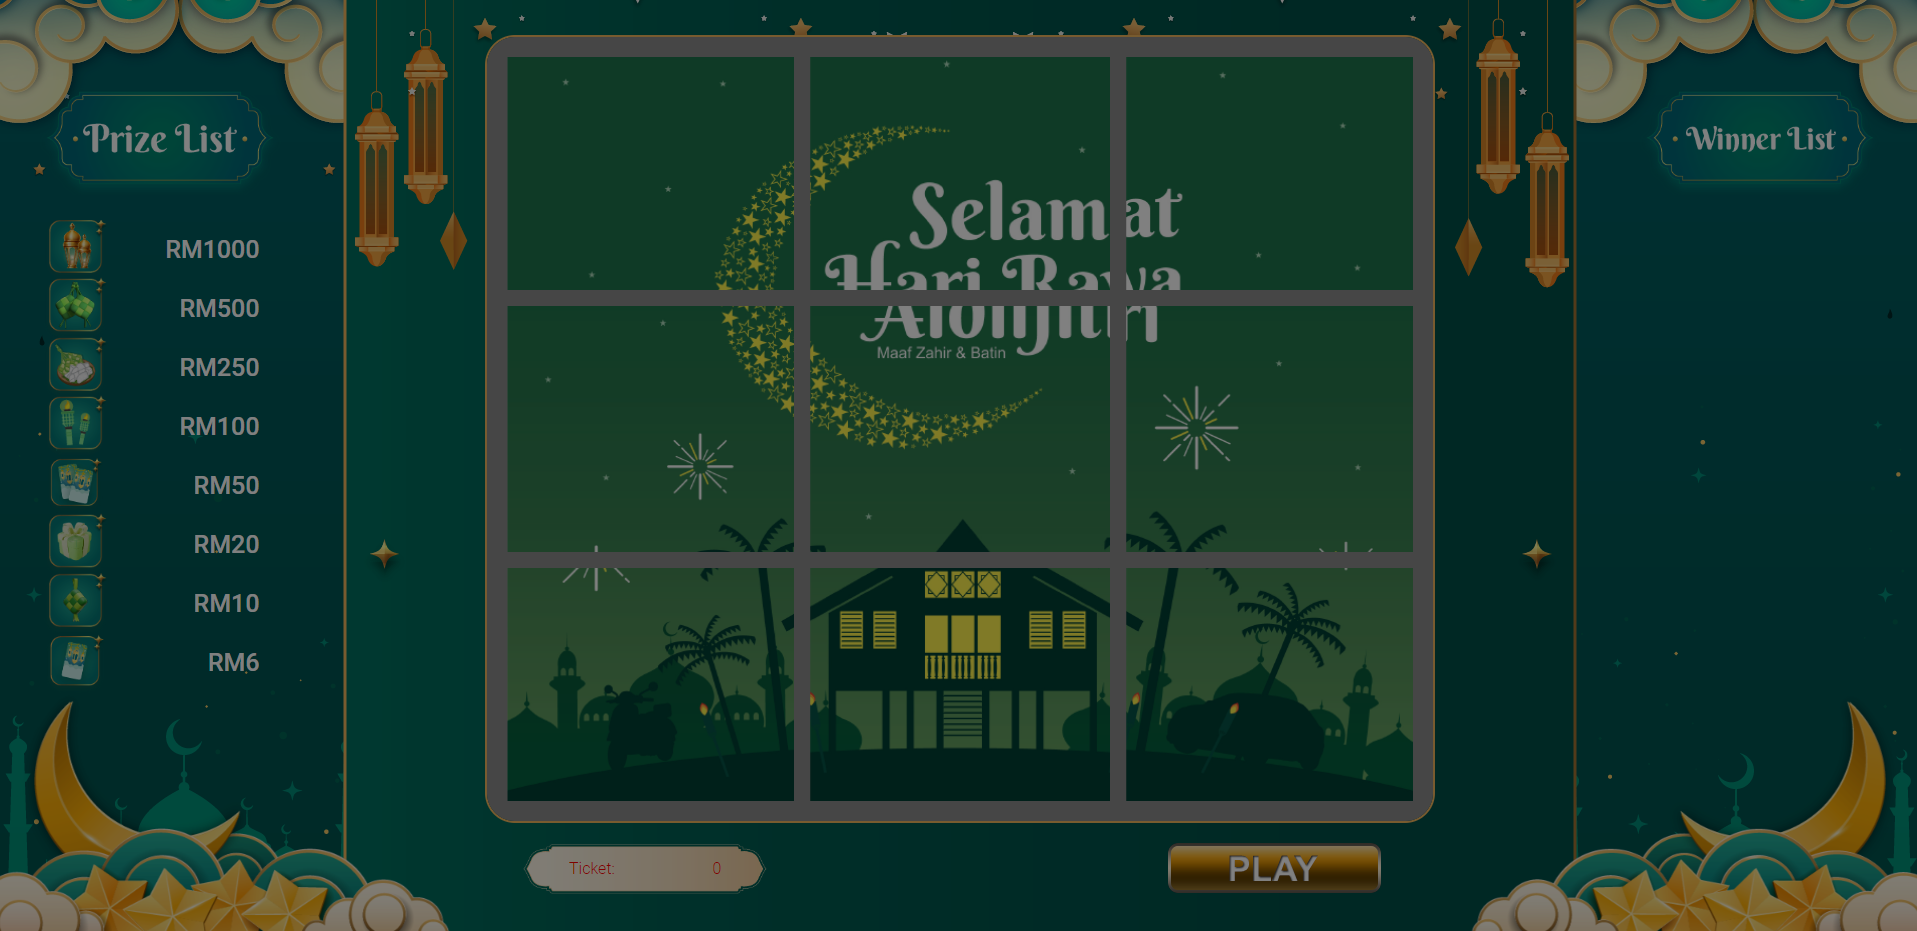 Prize List
RM1000
RM500
RM250
RM100
RM50
RM20
RM10
RM6
Selamat
Hari Raya
Aidilfitri
Maaf Zahir & Batin
Ticket: 0
PLAY
Winner List